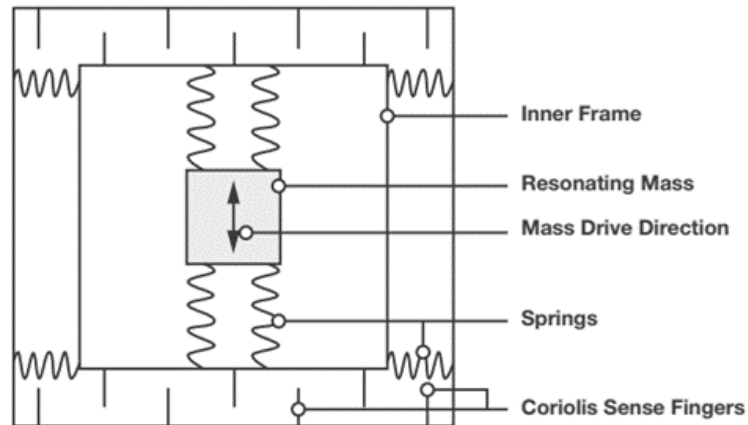 Inner Frame
Resonating Mass
Mass Drive Direction
Springs
Coriolis Sense Fingers